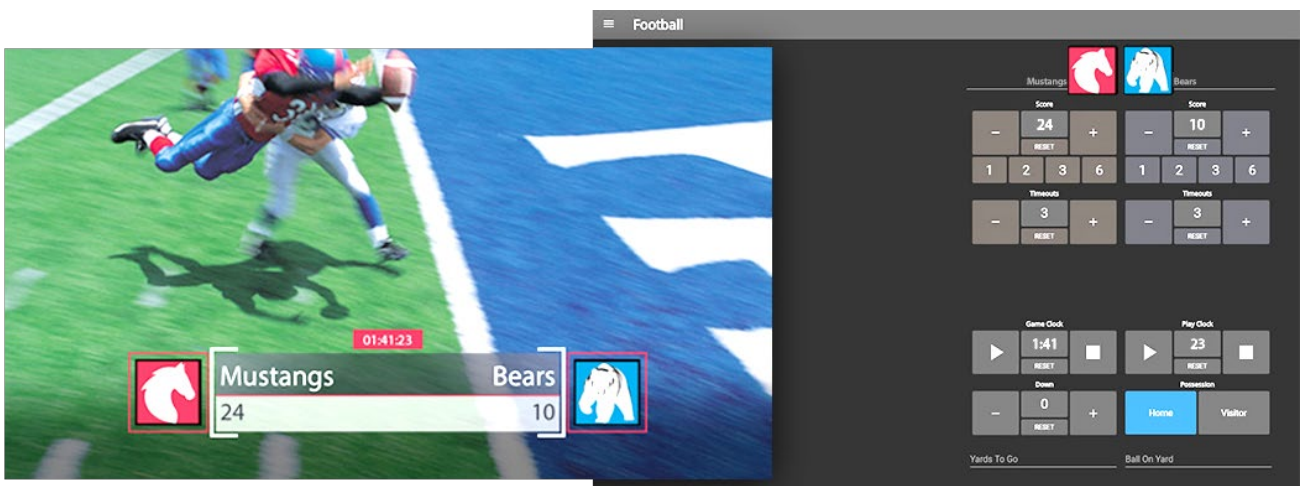 Football
Mustangs Bears
Score Score
− 24 + − 10 +
RESET RESET
1 2 3 6 1 2 3 6
Timeouts Timeouts
− 3 + − 3 +
RESET RESET
01:41:23
Mustangs Bears
24 10
Game Clock Play Clock
1:41 23
RESET RESET
Down Possession
− 0 + Home Visitor
RESET
Yards To Go Ball On Yard